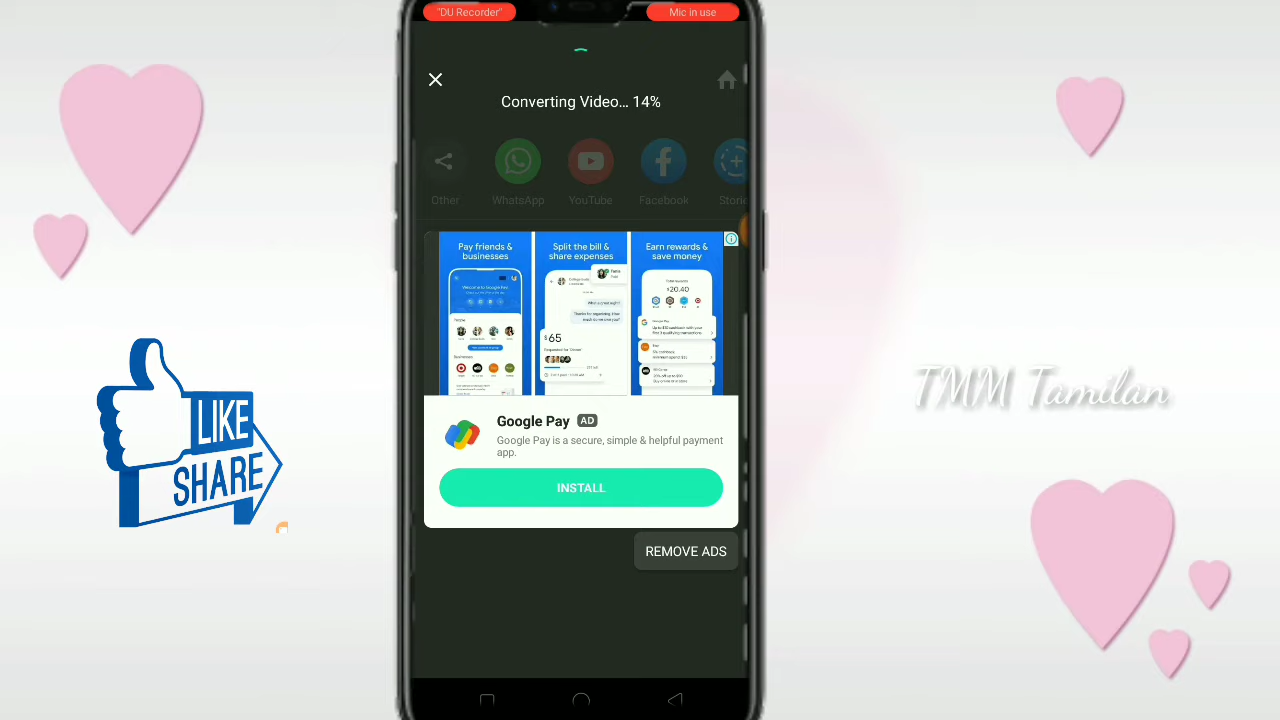 "DU Recorder"
Mic in use
Converting Video... 14%
Other
WhatsApp
YouTube
Facebook
Storie
Pay friends &
businesses
Split the bill &
share expenses
Earn rewards &
save money
$20.40
$65
Google Pay AD
Google Pay is a secure, simple & helpful payment
app.
INSTALL
REMOVE ADS
LIKE
SHARE
TMM Tamilan